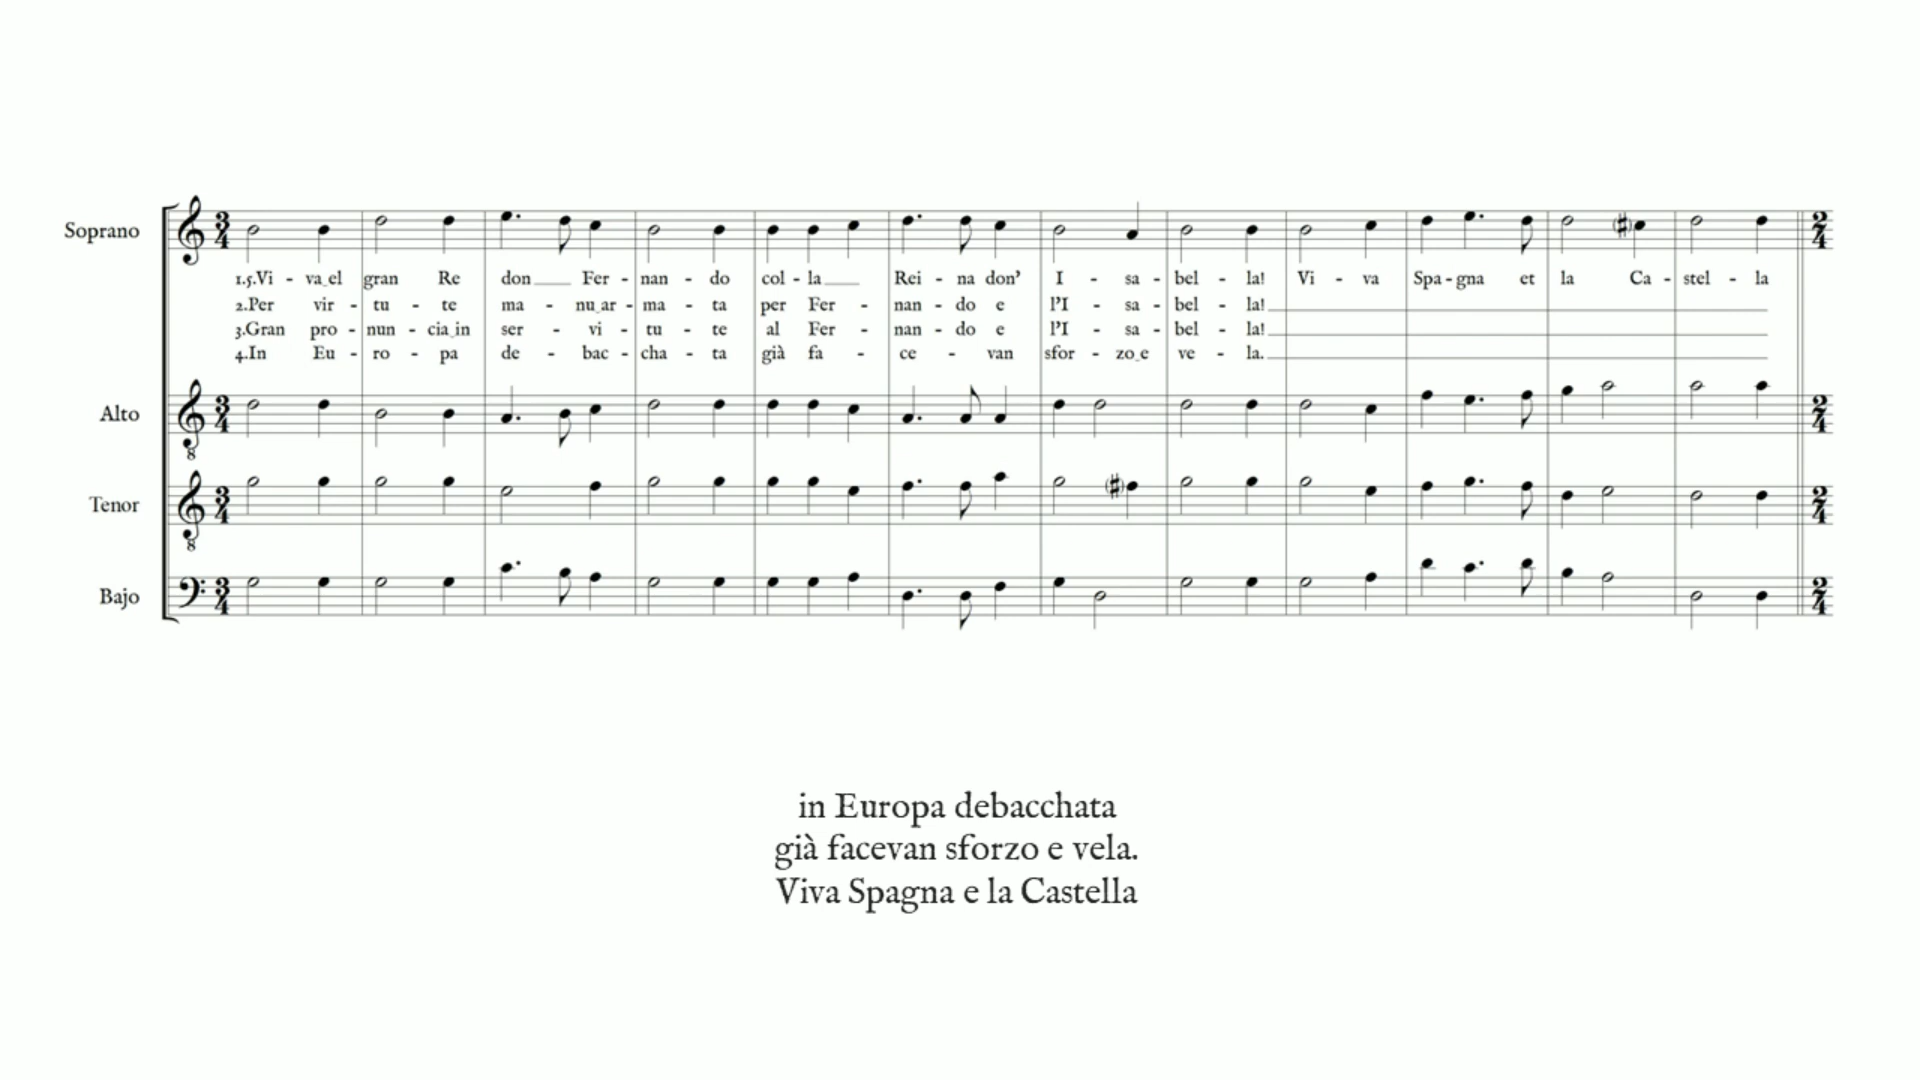 Soprano
1.5.Vi - va‿el gran Re don Fer - nan - do col - la Rei - na don' I - sa - bel - la! Vi - va Spa - gna et la Ca - stel - la
2.Per vir - tu - te ma - nu‿ar - ma - ta per Fer - nan - do e l'I - sa - bel - la!
3.Gran pro - nun - cia‿in ser - vi - tu - te al Fer - nan - do e l'I - sa - bel - la!
4.In Eu - ro - pa de - bac - cha - ta già fa - ce - van sfor - zo‿e ve - la.
Alto
8
Tenor
8
Bajo
in Europa debacchata
già facevan sforzo e vela.
Viva Spagna e la Castella